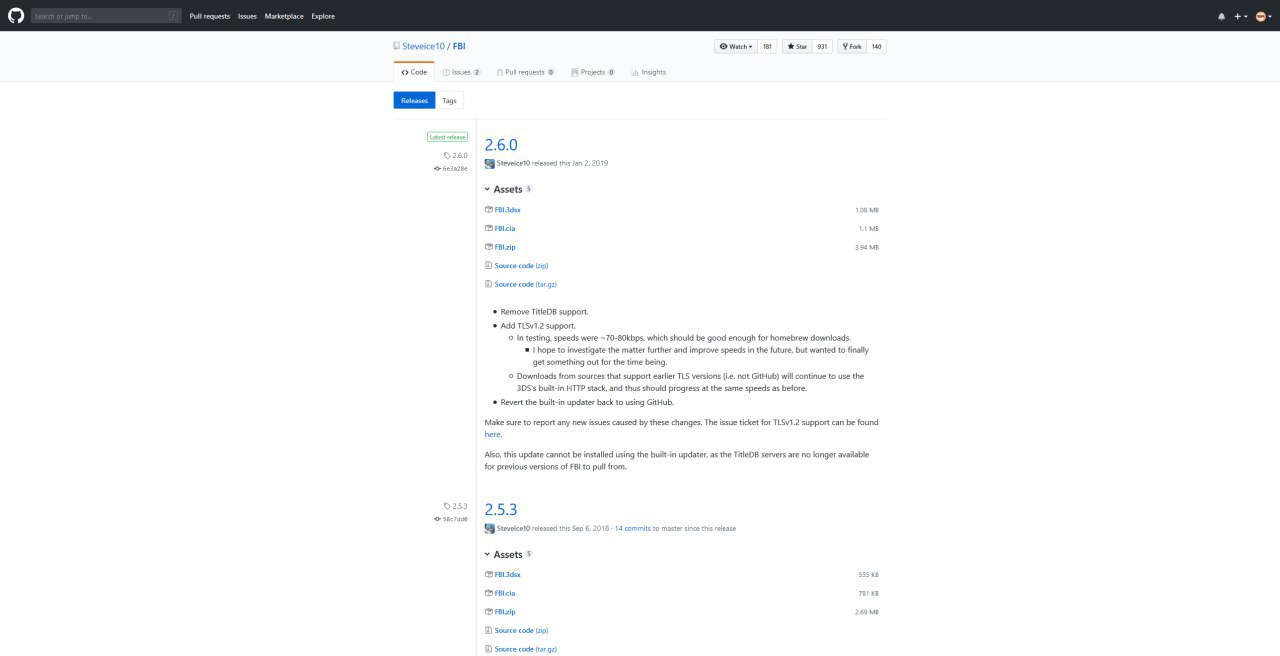 Search or jump to... /
Pull requests Issues Marketplace Explore
Steveice10 / FBI
Watch 181 Star 931 Fork 140
Code Issues 2 Pull requests 0 Projects 0 Insights
Releases Tags
Latest release
2.6.0
6e3a28e
2.6.0
Steveice10 released this Jan 2, 2019
Assets 5
FBI.3dsx 1.08 MB
FBI.cia 1.1 MB
FBI.zip 3.94 MB
Source code (zip)
Source code (tar.gz)
Remove TitleDB support.
Add TLSv1.2 support.
In testing, speeds were ~70-80kbps, which should be good enough for homebrew downloads.
I hope to investigate the matter further and improve speeds in the future, but wanted to finally
get something out for the time being.
Downloads from sources that support earlier TLS versions (i.e. not GitHub) will continue to use the
3DS's built-in HTTP stack, and thus should progress at the same speeds as before.
Revert the built-in updater back to using GitHub.
Make sure to report any new issues caused by these changes. The issue ticket for TLSv1.2 support can be found
here.
Also, this update cannot be installed using the built-in updater, as the TitleDB servers are no longer available
for previous versions of FBI to pull from.
2.5.3
58c7dd0
2.5.3
Steveice10 released this Sep 6, 2018 · 14 commits to master since this release
Assets 5
FBI.3dsx 555 KB
FBI.cia 781 KB
FBI.zip 2.69 MB
Source code (zip)
Source code (tar.gz)